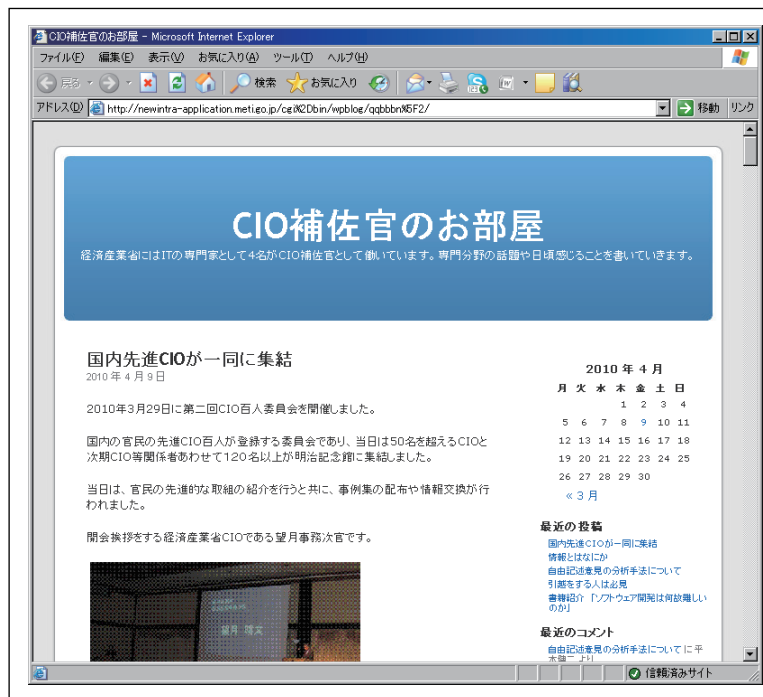 CIO補佐官のお部屋 - Microsoft Internet Explorer
ファイル(F) 編集(E) 表示(V) お気に入り(A) ツール(T) ヘルプ(H)
戻る 検索 お気に入り
アドレス(D) http://newintra-application.meti.go.jp/cgi%2Dbin/wpblog/qqbbbn%5F2/ 移動 リンク
CIO補佐官のお部屋
経済産業省にはITの専門家として4名がCIO補佐官として働いています。専門分野の話題や日頃感じることを書いていきます。
国内先進CIOが一同に集結
2010 年 4 月 9 日
2010年3月29日に第二回CIO百人委員会を開催しました。
国内の官民の先進CIO百人が登録する委員会であり、当日は50名を超えるCIOと
次期CIO等関係者あわせて120名以上が明治記念館に集結しました。
当日は、官民の先進的な取組の紹介を行うと共に、事例集の配布や情報交換が行
われました。
開会挨拶をする経済産業省CIOである望月事務次官です。
望月 晴文
2010 年 4 月
月 火 水 木 金 土 日
1 2 3 4
5 6 7 8 9 10 11
12 13 14 15 16 17 18
19 20 21 22 23 24 25
26 27 28 29 30
« 3 月
最近の投稿
国内先進CIOが一同に集結
情報とはなにか
自由記述意見の分析手法について
引越をする人は必見
書籍紹介 「ソフトウェア開発は何故難しい
のか」
最近のコメント
自由記述意見の分析手法について に 平
信頼済みサイト